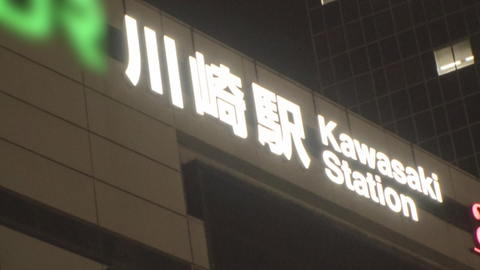 川崎駅
Kawasaki
Station